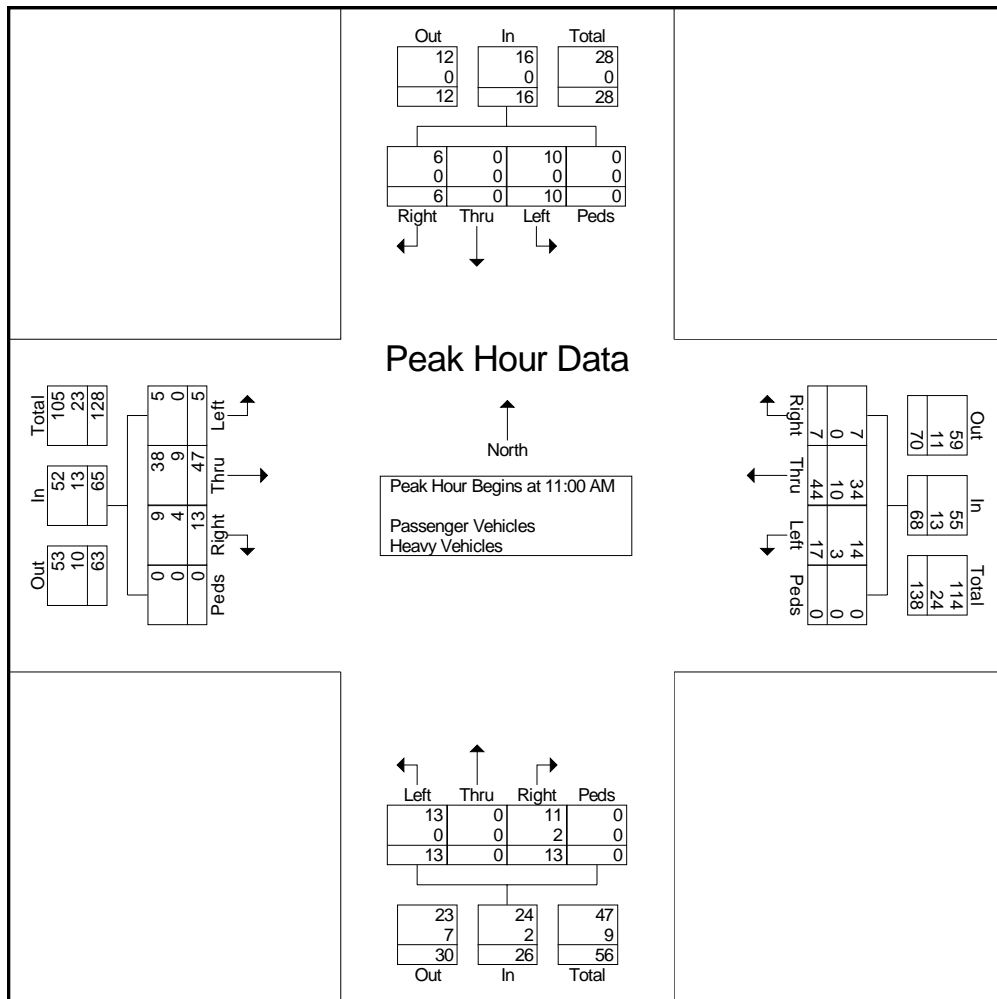 Out In Total
12 16 28
0 0 0
12 16 28
6 0 10 0
0 0 0 0
6 0 10 0
Right Thru Left Peds
Peak Hour Data
North
Peak Hour Begins at 11:00 AM
Passenger Vehicles
Heavy Vehicles
Out In Total
53 52 105
10 13 23
63 65 128
5 38 9 0
0 9 4 0
5 47 13 0
Left Thru Right Peds
Out In Total
59 55 114
11 13 24
70 68 138
7 34 14 0
0 10 3 0
7 44 17 0
Right Thru Left Peds
Left Thru Right Peds
13 0 11 0
0 0 2 0
13 0 13 0
23 24 47
7 2 9
30 26 56
Out In Total